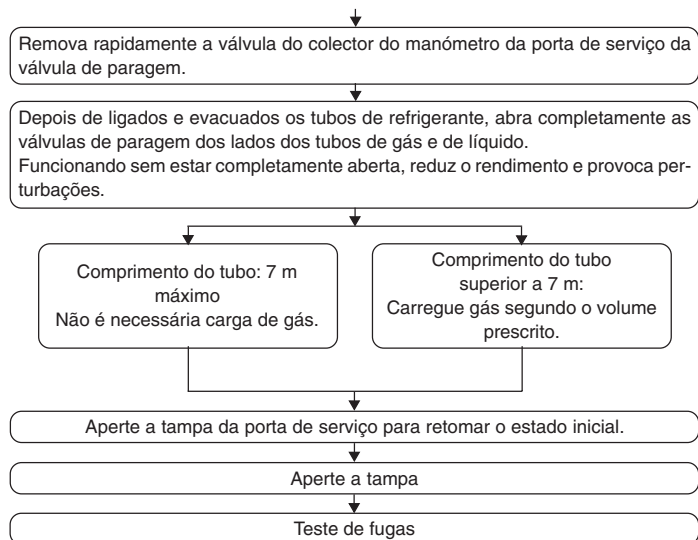 Remova rapidamente a válvula do colector do manómetro da porta de serviço da
válvula de paragem.
Depois de ligados e evacuados os tubos de refrigerante, abra completamente as
válvulas de paragem dos lados dos tubos de gás e de líquido.
Funcionando sem estar completamente aberta, reduz o rendimento e provoca per-
turbações.
Comprimento do tubo: 7 m
máximo
Não é necessária carga de gás.
Comprimento do tubo
superior a 7 m:
Carregue gás segundo o volume
prescrito.
Aperte a tampa da porta de serviço para retomar o estado inicial.
Aperte a tampa
Teste de fugas